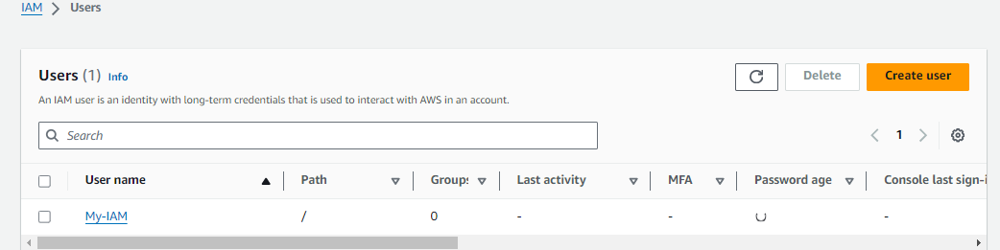 IAM > Users
Users (1) Info
Delete
Create user
An IAM user is an identity with long-term credentials that is used to interact with AWS in an account.
Search
1
User name Path Groups Last activity MFA Password age Console last sign-i
My-IAM / 0 - - -